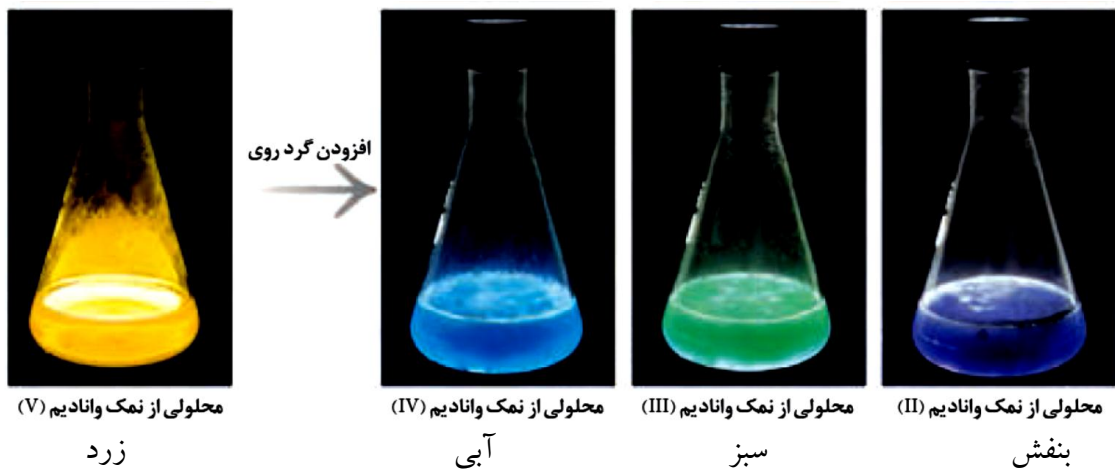 افزودن گرد روی
محلولی از نمک وانادیم (II)
محلولی از نمک وانادیم (III)
محلولی از نمک وانادیم (IV)
محلولی از نمک وانادیم (V)
بنفش
سبز
آبی
زرد